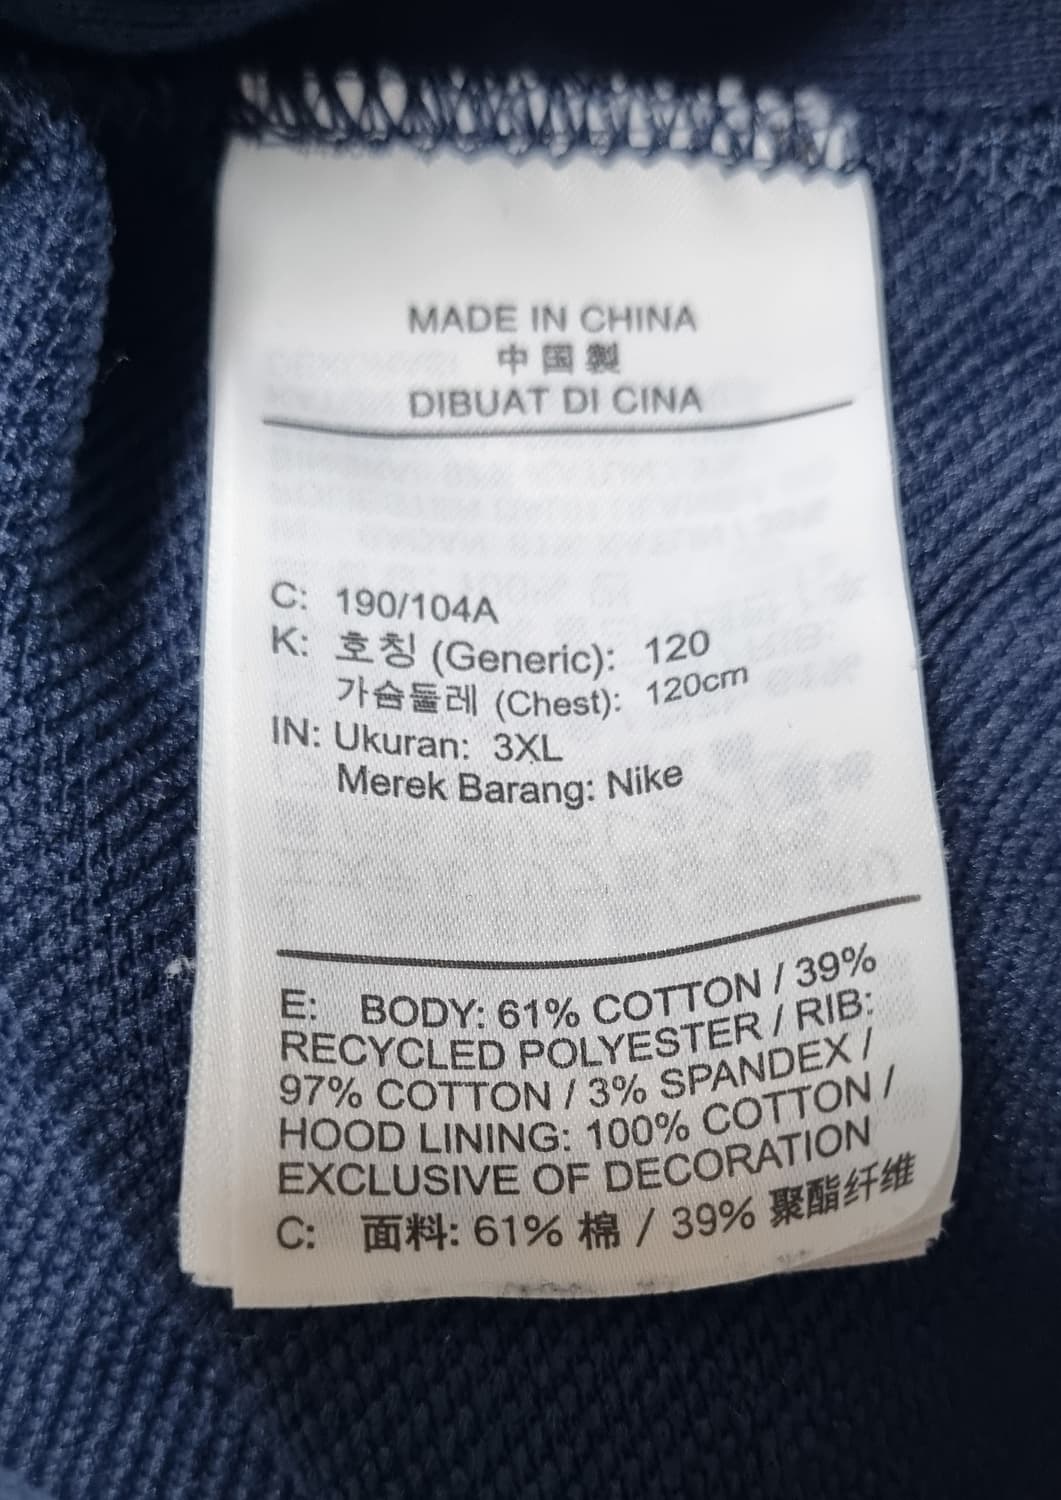 MADE IN CHINA
中国製
DIBUAT DI CINA
C: 190/104A
K: 호칭 (Generic): 120
가슴둘레 (Chest): 120cm
IN: Ukuran: 3XL
Merek Barang: Nike
E: BODY: 61% COTTON / 39%
RECYCLED POLYESTER / RIB:
97% COTTON / 3% SPANDEX /
HOOD LINING: 100% COTTON /
EXCLUSIVE OF DECORATION
C: 面料: 61% 棉 / 39% 聚酯纤维